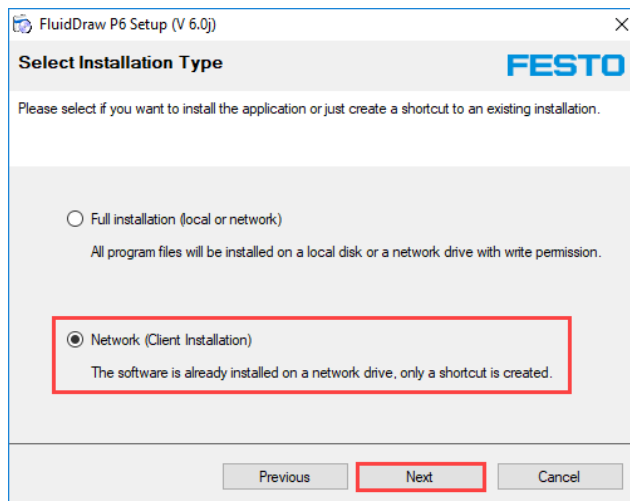 FluidDraw P6 Setup (V 6.0j)
Select Installation Type
FESTO
Please select if you want to install the application or just create a shortcut to an existing installation.
Full installation (local or network)
All program files will be installed on a local disk or a network drive with write permission.
Network (Client Installation)
The software is already installed on a network drive, only a shortcut is created.
Previous
Next
Cancel